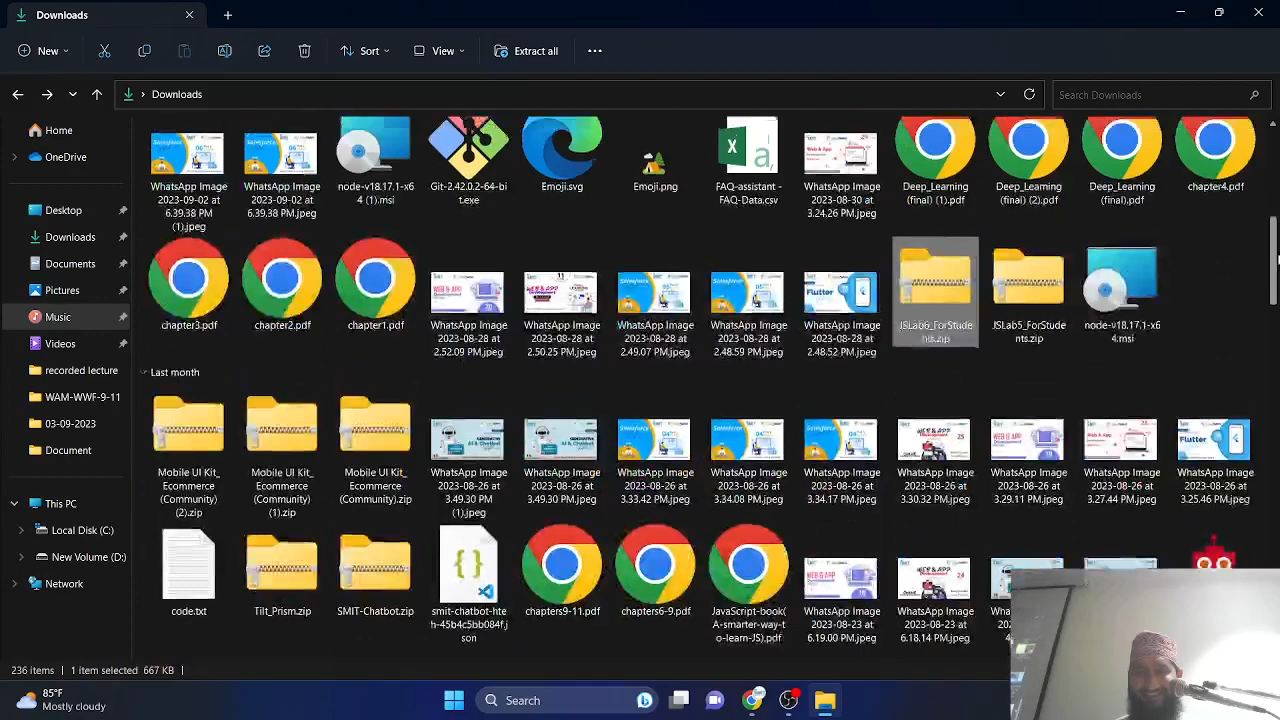 Downloads
New
Sort
View
Extract all
Downloads
Search Downloads
Home
OneDrive
Desktop
Downloads
Documents
Pictures
Music
Videos
recorded lecture
WAM-WWF-9-11
03-09-2023
Document
This PC
Local Disk (C:)
New Volume (D:)
Network
WhatsApp Image
2023-09-02 at
6.39.38 PM
(1).jpeg
WhatsApp Image
2023-09-02 at
6.39.38 PM.jpeg
node-v18.17.1-x6
4 (1).msi
Git-2.42.0.2-64-bi
t.exe
Emoji.svg
Emoji.png
FAQ-assistant -
FAQ-Data.csv
WhatsApp Image
2023-08-30 at
3.24.26 PM.jpeg
Deep_Learning
(final) (1).pdf
Deep_Learning
(final) (2).pdf
Deep_Learning
(final).pdf
chapter4.pdf
chapter3.pdf
chapter2.pdf
chapter1.pdf
WhatsApp Image
2023-08-28 at
2.52.09 PM.jpeg
WhatsApp Image
2023-08-28 at
2.50.25 PM.jpeg
WhatsApp Image
2023-08-28 at
2.49.07 PM.jpeg
WhatsApp Image
2023-08-28 at
2.48.59 PM.jpeg
WhatsApp Image
2023-08-28 at
2.48.52 PM.jpeg
JSLab6_ForStude
nts.zip
JSLab5_ForStude
nts.zip
node-v18.17.1-x6
4.msi
Last month
Mobile UI Kit_
Ecommerce
(Community)
(2).zip
Mobile UI Kit_
Ecommerce
(Community)
(1).zip
Mobile UI Kit_
Ecommerce
(Community).zip
WhatsApp Image
2023-08-26 at
3.49.30 PM
(1).jpeg
WhatsApp Image
2023-08-26 at
3.49.30 PM.jpeg
WhatsApp Image
2023-08-26 at
3.33.42 PM.jpeg
WhatsApp Image
2023-08-26 at
3.34.08 PM.jpeg
WhatsApp Image
2023-08-26 at
3.34.17 PM.jpeg
WhatsApp Image
2023-08-26 at
3.30.32 PM.jpeg
WhatsApp Image
2023-08-26 at
3.29.11 PM.jpeg
WhatsApp Image
2023-08-26 at
3.27.44 PM.jpeg
WhatsApp Image
2023-08-26 at
3.25.46 PM.jpeg
code.txt
Tilt_Prism.zip
SMIT-Chatbot.zip
smit-chatbot-hte
h-45b4c5bb084f.j
son
chapters9-11.pdf
chapters6-9.pdf
JavaScript-book(
A-smarter-way-t
o-learn-JS).pdf
WhatsApp Image
2023-08-23 at
6.19.00 PM.jpeg
WhatsApp Image
2023-08-23 at
6.18.14 PM.jpeg
236 items
1 item selected 667 KB
85°F
Mostly cloudy
Search